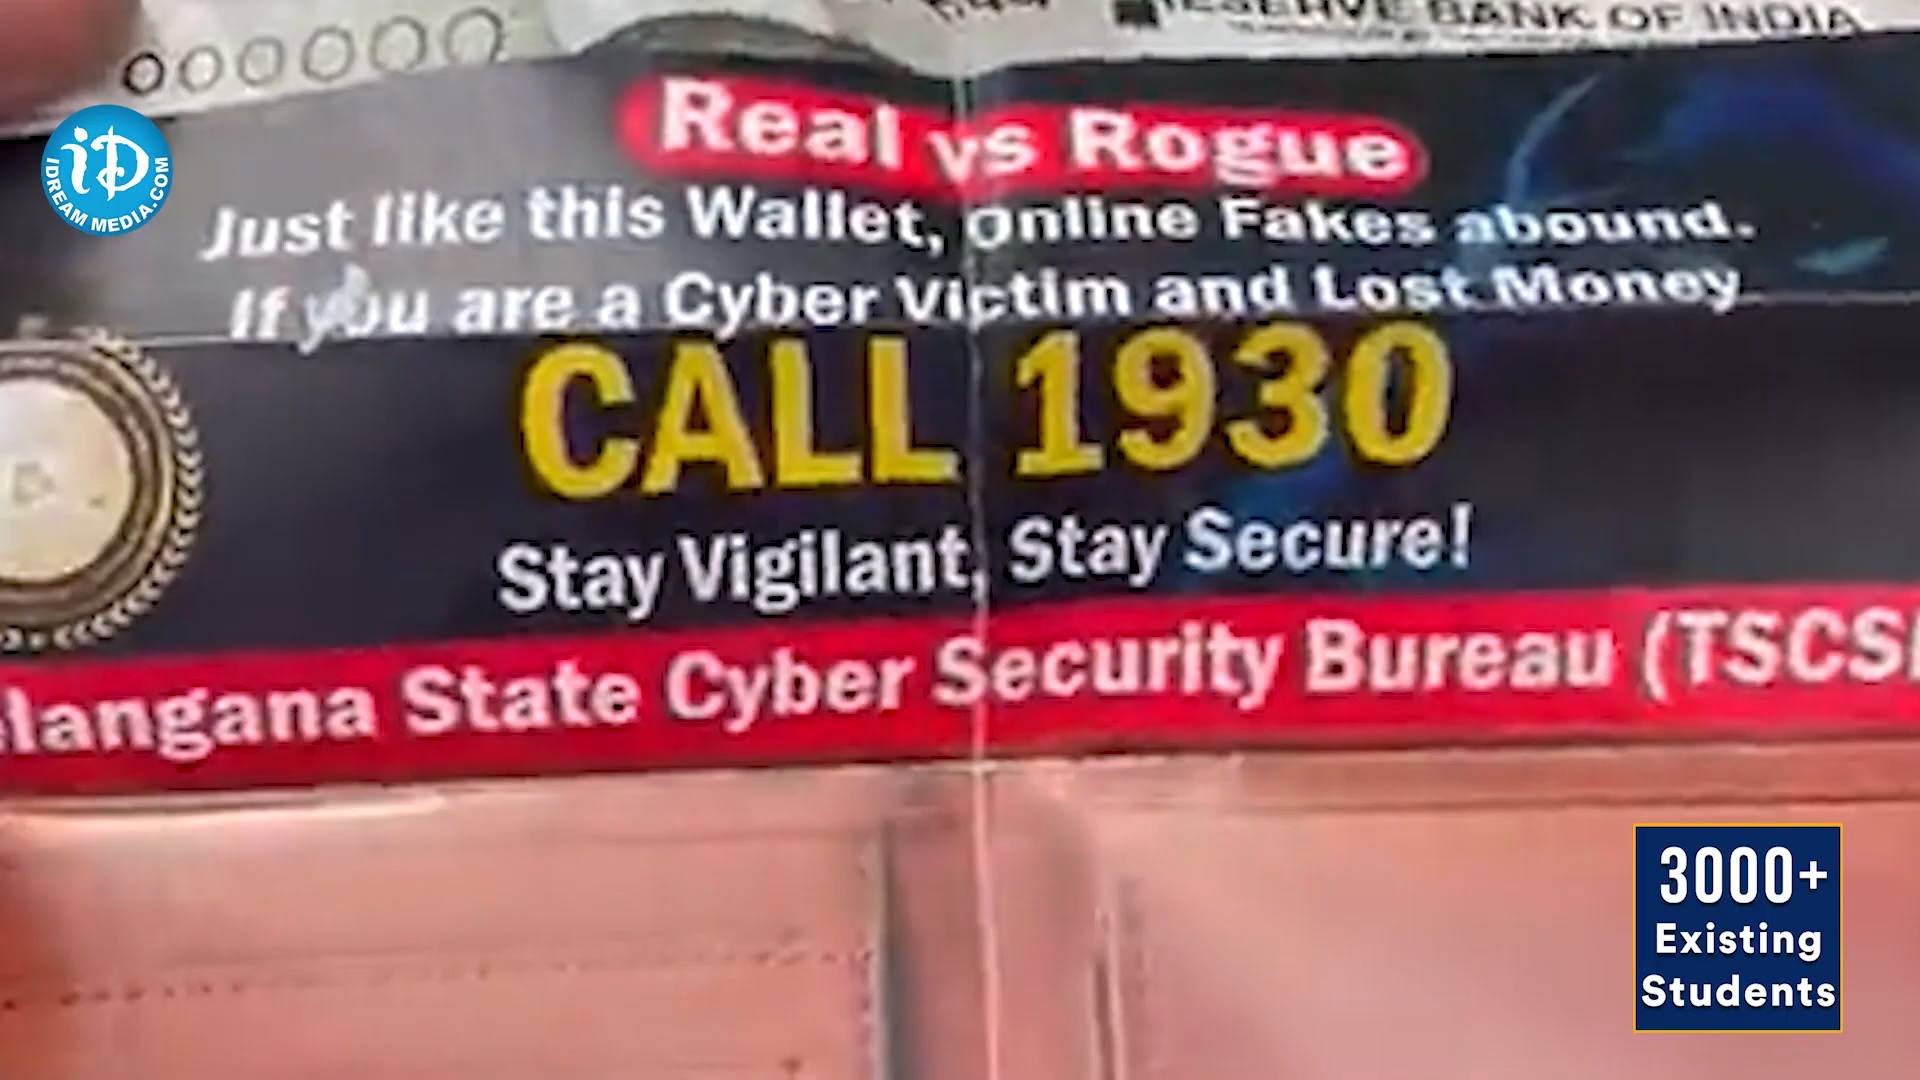 RESERVE BANK OF INDIA
Real vs Rogue
Just like this Wallet, Online Fakes abound.
If you are a Cyber Victim and Lost Money
CALL 1930
Stay Vigilant, Stay Secure!
elangana State Cyber Security Bureau (TSCS
iD
IDREAM MEDIA.COM
3000+
Existing
Students